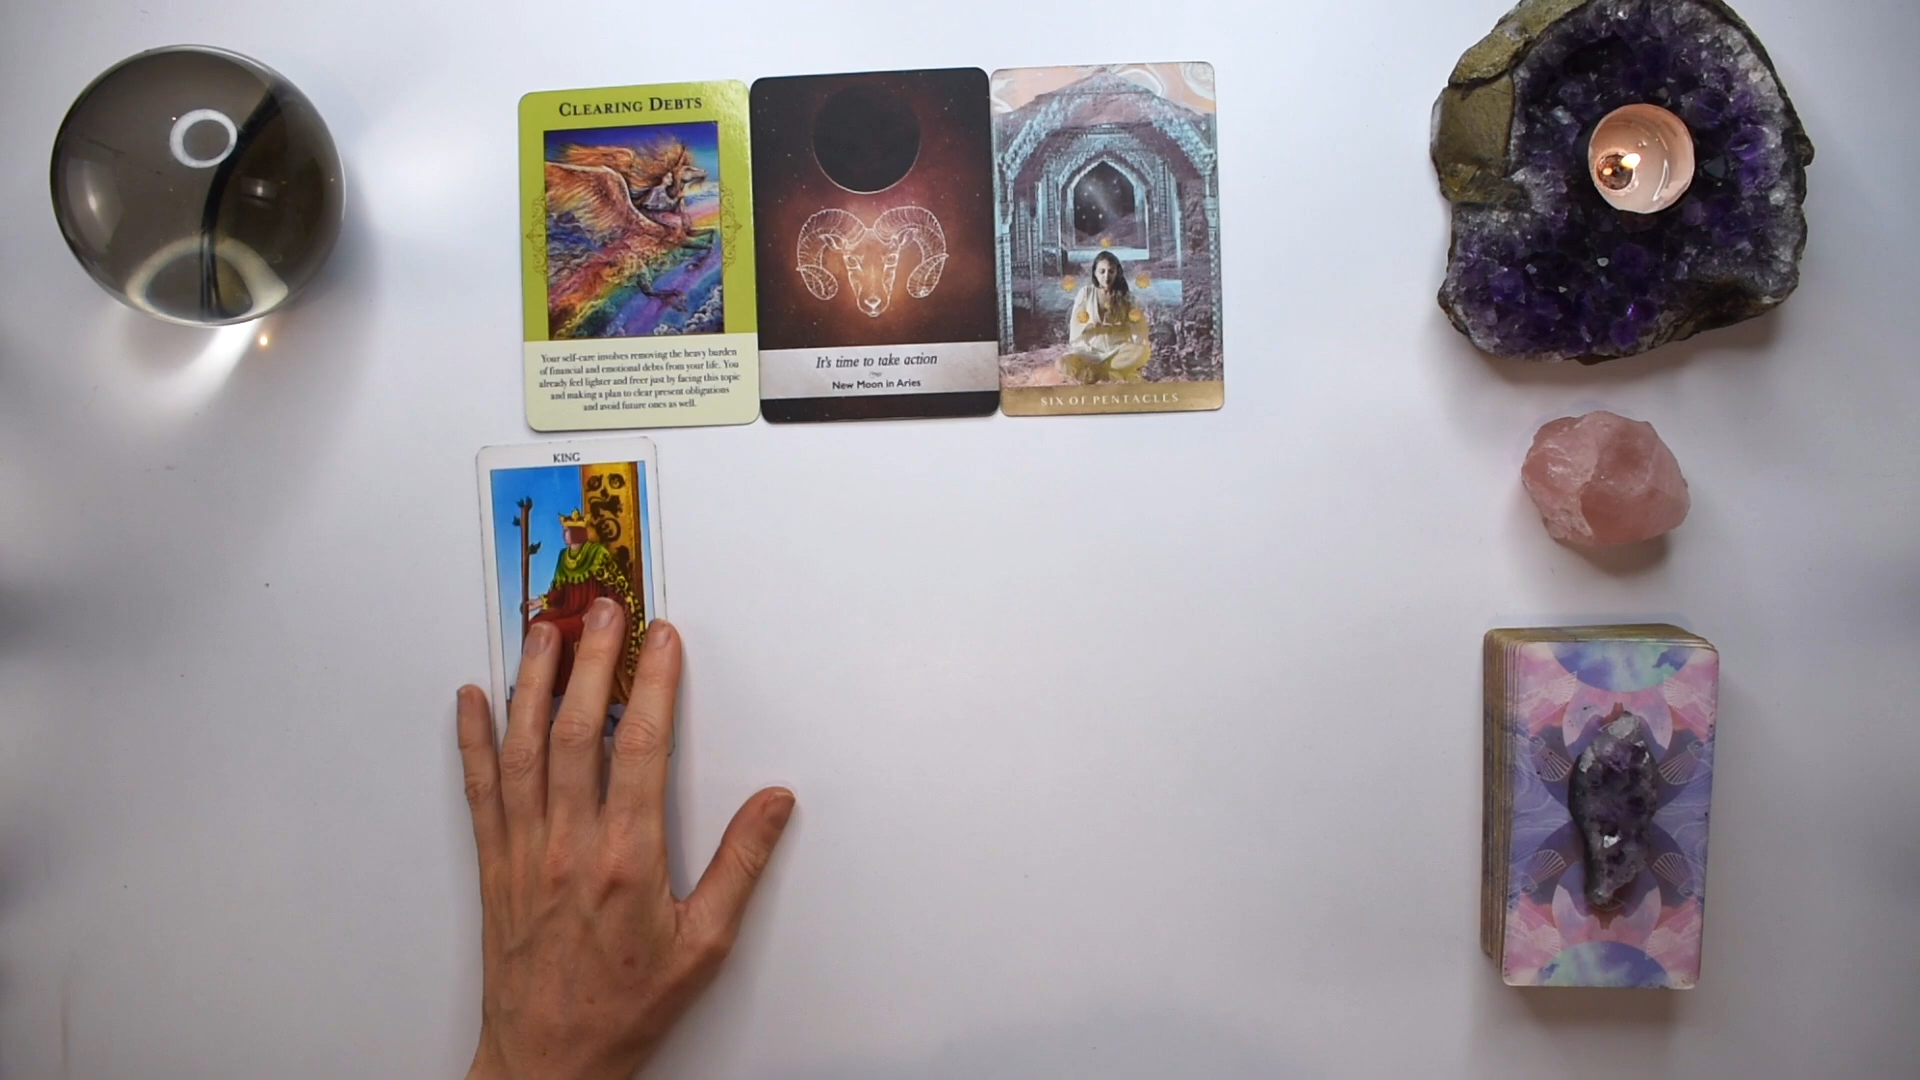 CLEARING DEBTS
Your self-care involves removing the heavy burden
of financial and emotional debts from your life. You
already feel lighter and freer just by facing this topic
and making a plan to clear present obligations
and avoid future ones as well.
It's time to take action
New Moon in Aries
SIX OF PENTACLES
KING